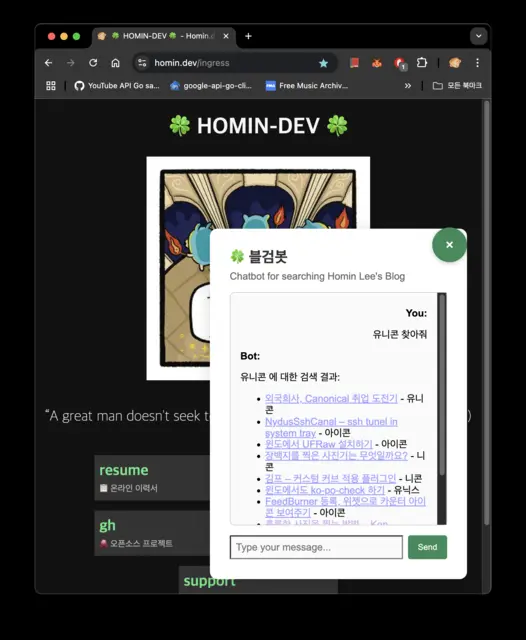 🍀 HOMIN-DEV 🍀 - Homin.d
homin.dev/ingress
YouTube API Go sa...
google-api-go-cli...
Free Music Archiv...
모든 북마크
🍀 HOMIN-DEV 🍀
🍀 블검봇
Chatbot for searching Homin Lee's Blog
You:
유니콘 찾아줘
Bot:
유니콘 에 대한 검색 결과:
외국회사, Canonical 취업 도전기 - 유니
콘
NydusSshCanal – ssh tunel in
system tray - 아이콘
윈도에서 UFRaw 설치하기 - 아이콘
장백지를 찍은 사진기는 무엇일까요? - 니
콘
김프 – 커스텀 커브 적용 플러그인 - 니콘
윈도에서도 ko-po-check 하기 - 유닉스
FeedBurner 등록, 위젯으로 카운터 아이
콘 보여주기 - 아이콘
“A great man doesn't seek t
)
resume
📋 온라인 이력서
gh
오픈소스 프로젝트
support
Type your message...
Send